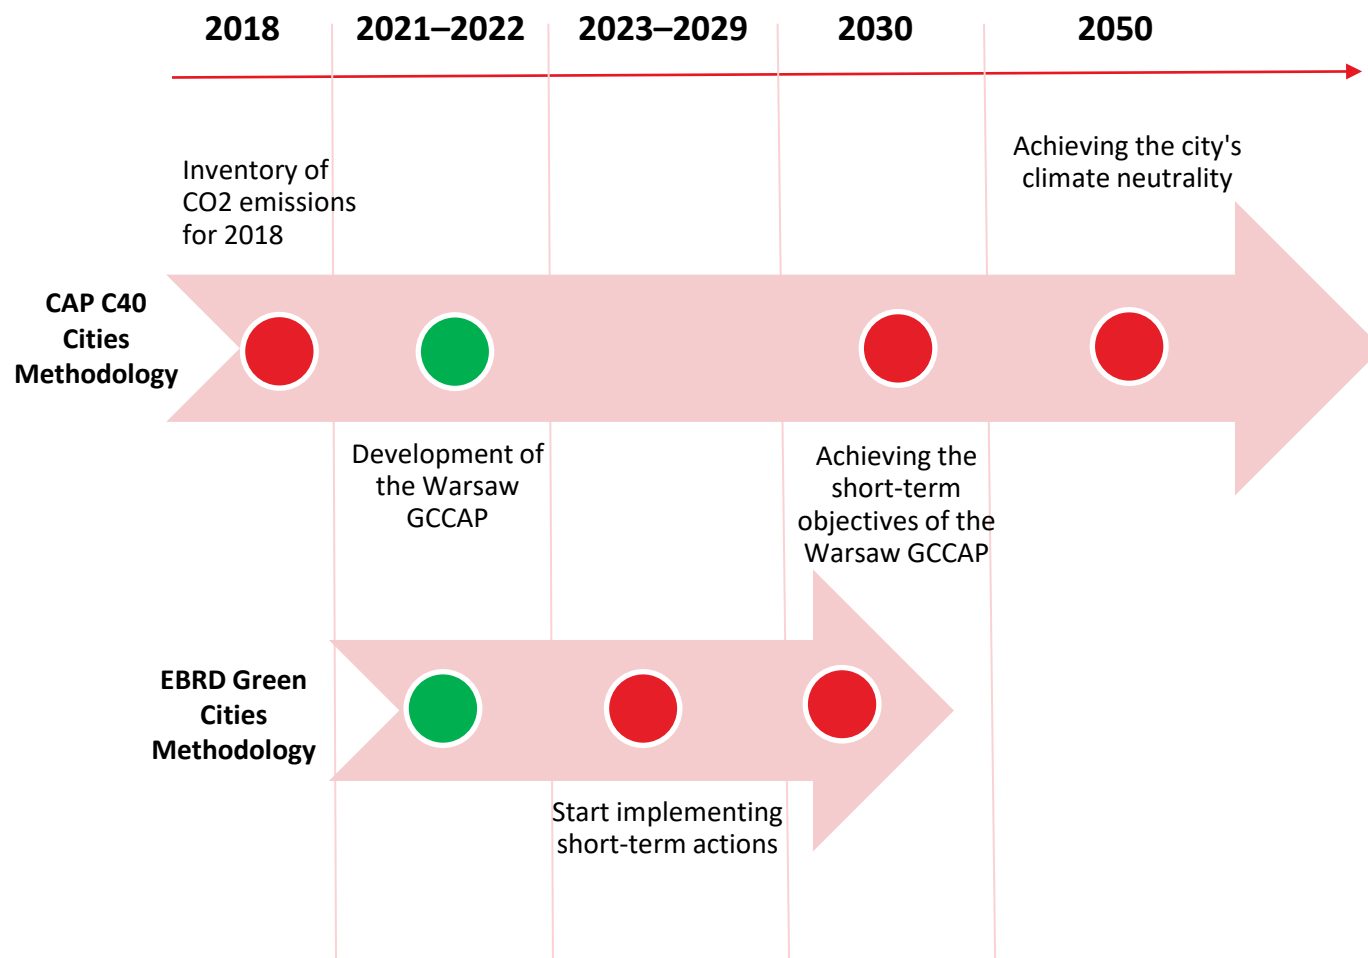 2018 2021–2022 2023–2029 2030 2050
Inventory of
CO2 emissions
for 2018
Achieving the city's
climate neutrality
CAP C40
Cities
Methodology
Development of
the Warsaw
GCCAP
Achieving the
short-term
objectives of the
Warsaw GCCAP
EBRD Green
Cities
Methodology
Start implementing
short-term actions